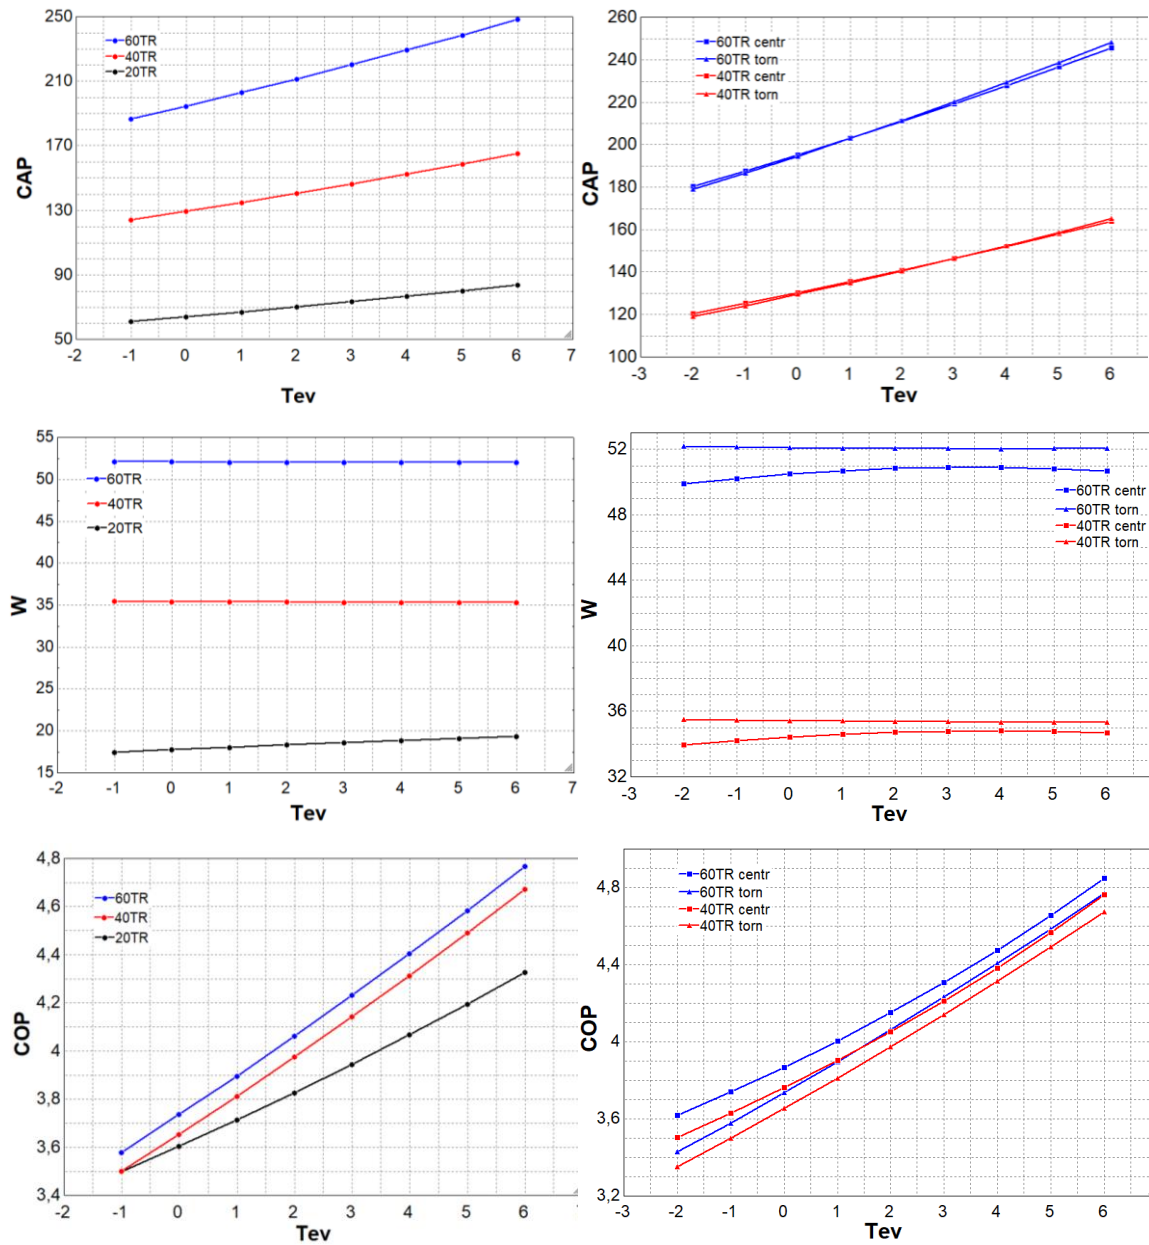 250
210
170
130
90
50
CAP
60TR
40TR
20TR
-2 -1 0 1 2 3 4 5 6 7
Tev
260
240
220
200
180
160
140
120
100
CAP
60TR centr
60TR torn
40TR centr
40TR torn
-3 -2 -1 0 1 2 3 4 5 6
Tev
55
50
45
40
35
30
25
20
15
W
60TR
40TR
20TR
-2 -1 0 1 2 3 4 5 6 7
Tev
52
48
44
40
36
32
W
60TR centr
60TR torn
40TR centr
40TR torn
-3 -2 -1 0 1 2 3 4 5 6
Tev
4,8
4,6
4,4
4,2
4
3,8
3,6
3,4
COP
60TR
40TR
20TR
-2 -1 0 1 2 3 4 5 6 7
Tev
4,8
4,4
4
3,6
3,2
COP
60TR centr
60TR torn
40TR centr
40TR torn
-3 -2 -1 0 1 2 3 4 5 6
Tev